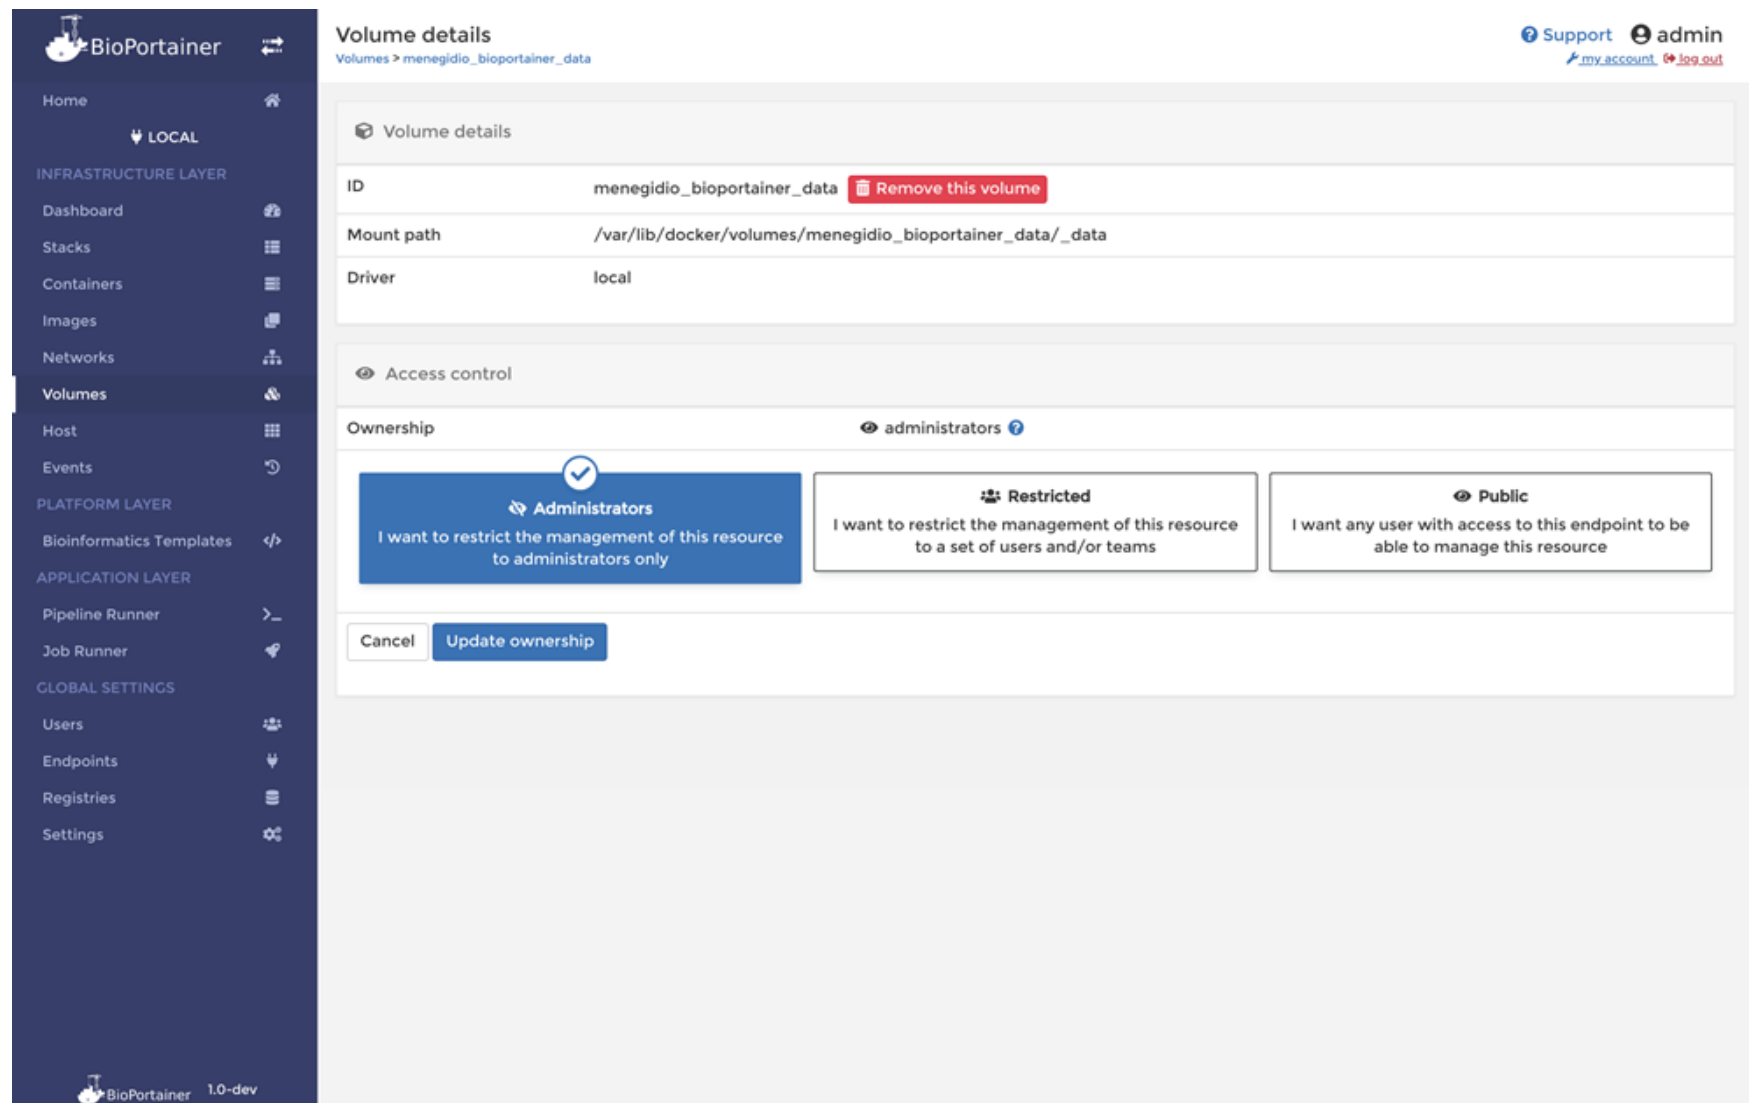 BioPortainer
Home
LOCAL
INFRASTRUCTURE LAYER
Dashboard
Stacks
Containers
Images
Networks
Volumes
Host
Events
PLATFORM LAYER
Bioinformatics Templates
APPLICATION LAYER
Pipeline Runner
Job Runner
GLOBAL SETTINGS
Users
Endpoints
Registries
Settings
BioPortainer 1.0-dev
Volume details
Volumes > menegidio_bioportainer_data
Support admin
my account log out
Volume details
ID menegidio_bioportainer_data Remove this volume
Mount path /var/lib/docker/volumes/menegidio_bioportainer_data/_data
Driver local
Access control
Ownership administrators
Administrators
I want to restrict the management of this resource
to administrators only
Restricted
I want to restrict the management of this resource
to a set of users and/or teams
Public
I want any user with access to this endpoint to be
able to manage this resource
Cancel Update ownership